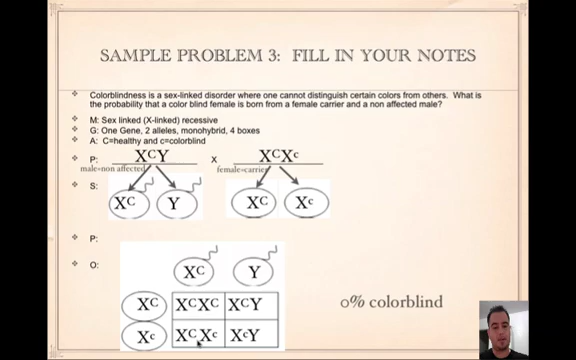 SAMPLE PROBLEM 3: FILL IN YOUR NOTES
Colorblindness is a sex-linked disorder where one cannot distinguish certain colors from others. What is
the probability that a color blind female is born from a female carrier and a non affected male?
M: Sex linked (X-linked) recessive
G: One Gene, 2 alleles, monohybrid, 4 boxes
A: C=healthy and c=colorblind
P: XCY X XCXc
male=non affected female=carrier
S: XC Y XC Xc
P:
O:
XC Y
XC XCXC XCY
Xc XCXc XcY
0% colorblind